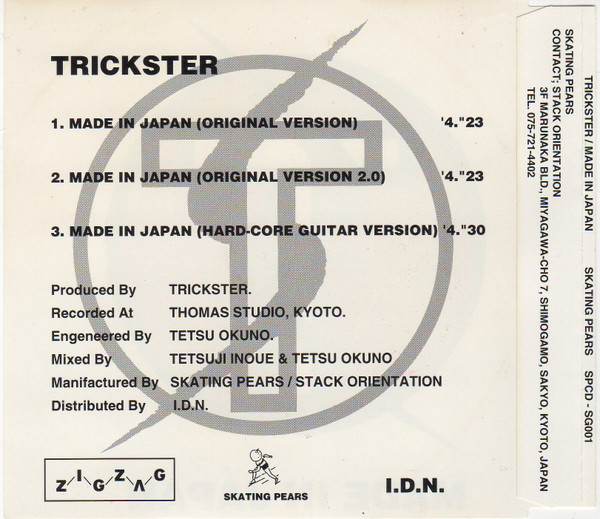 TRICKSTER
1. MADE IN JAPAN (ORIGINAL VERSION) '4."23
2. MADE IN JAPAN (ORIGINAL VERSION 2.0) '4."23
3. MADE IN JAPAN (HARD-CORE GUITAR VERSION) '4."30
Produced By TRICKSTER.
Recorded At THOMAS STUDIO, KYOTO.
Engeneered By TETSU OKUNO.
Mixed By TETSUJI INOUE & TETSU OKUNO
Manifactured By SKATING PEARS / STACK ORIENTATION
Distributed By I.D.N.
ZIGZAG
SKATING PEARS
I.D.N.
TRICKSTER / MADE IN JAPAN SKATING PEARS SPCD - SG001
SKATING PEARS
CONTACT; STACK ORIENTATION
3F MARUNAKA BLD., MIYAGAWA-CHO 7, SHIMOGAMO, SAKYO, KYOTO, JAPAN
TEL 075-721-4402